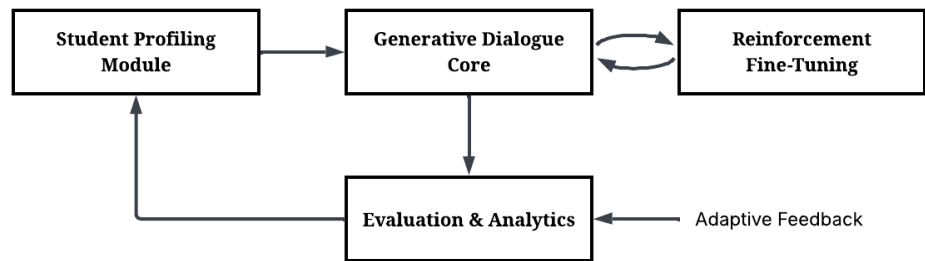 Student Profiling
Module
Generative Dialogue
Core
Reinforcement
Fine-Tuning
Evaluation & Analytics
Adaptive Feedback